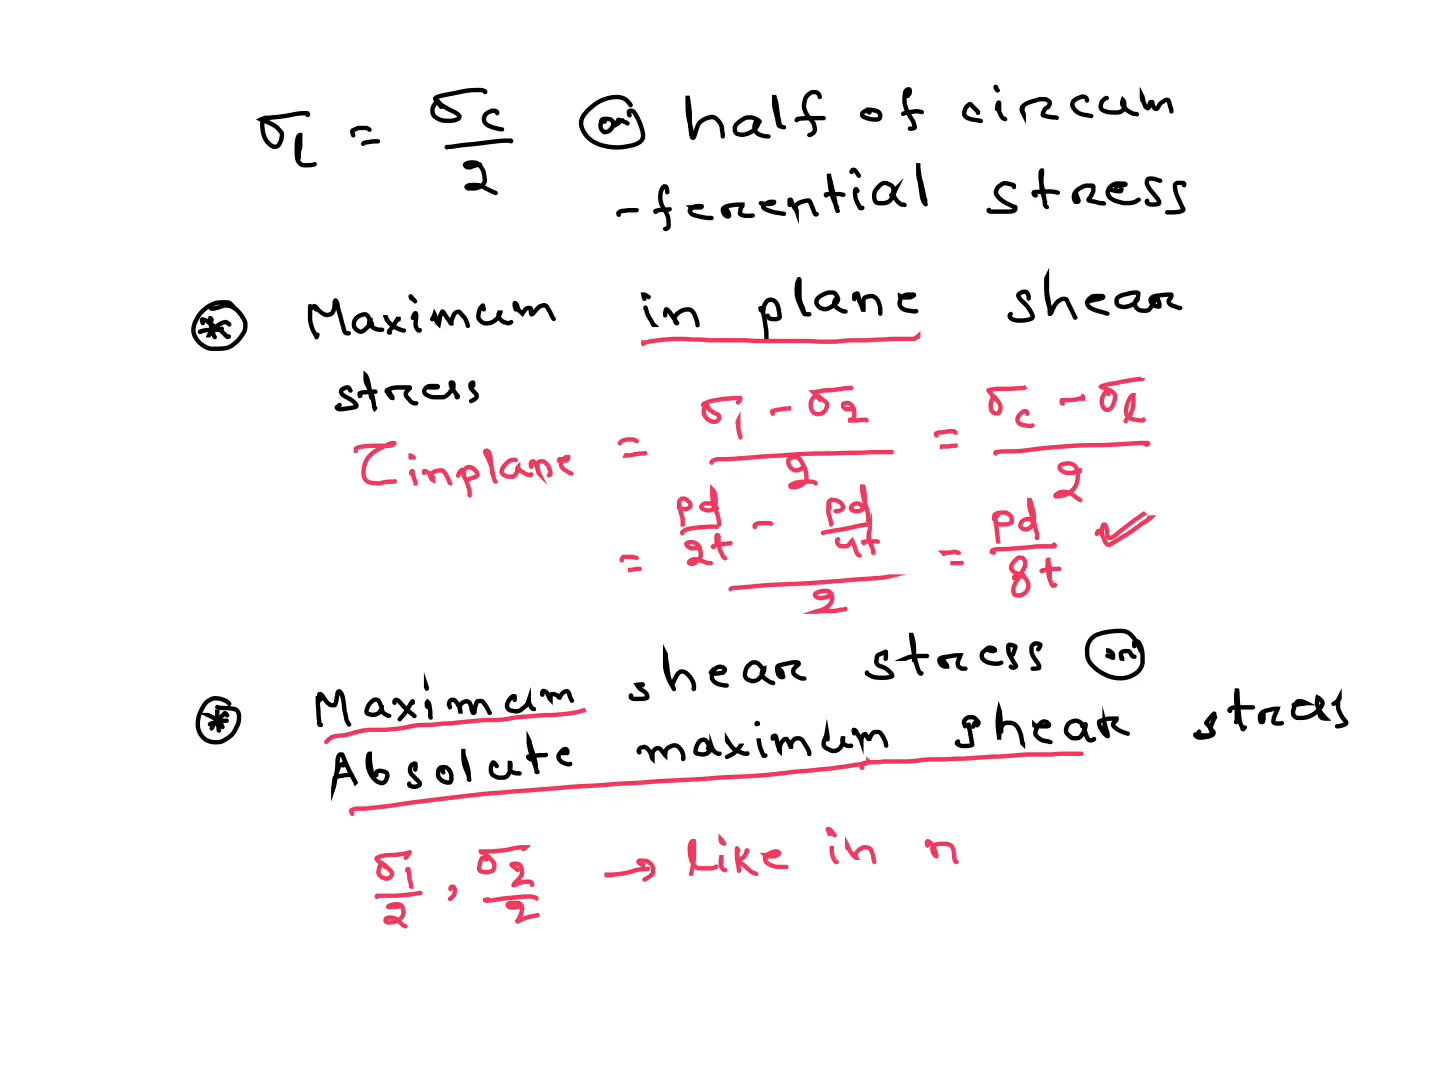 σl = σc/2 (or) half of circum
-ferential stress
* Maximum in plane shear
stress
τinplane = (σ1 - σ2)/2 = (σc - σl)/2
= (pd/2t - pd/4t)/2 = pd/8t ✓
* Maximum shear stress (or)
Absolute maximum shear stress
σ1/2, σ2/2 → Like in n